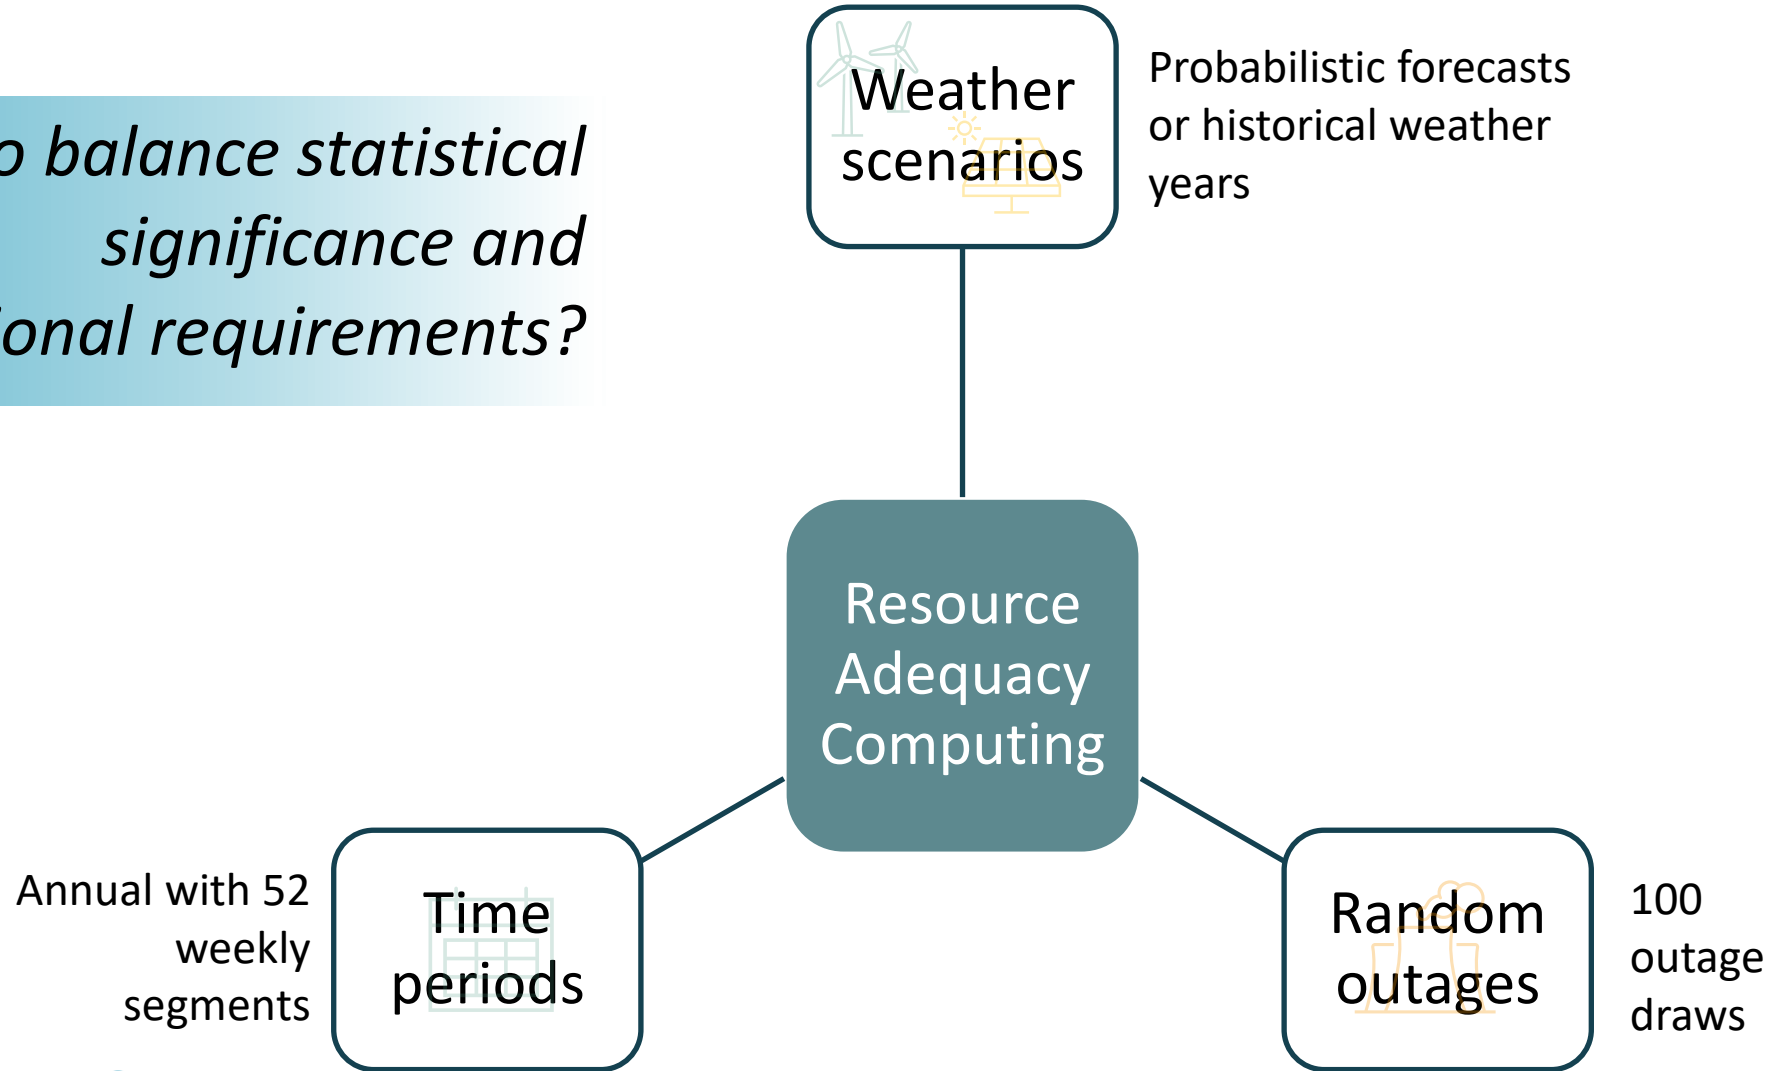 balance statistical
significance and
requirements?
Weather
scenarios
Probabilistic forecasts
or historical weather
years
Resource
Adequacy
Computing
Annual with 52
weekly
segments
Time
periods
Random
outages
100
outage
draws